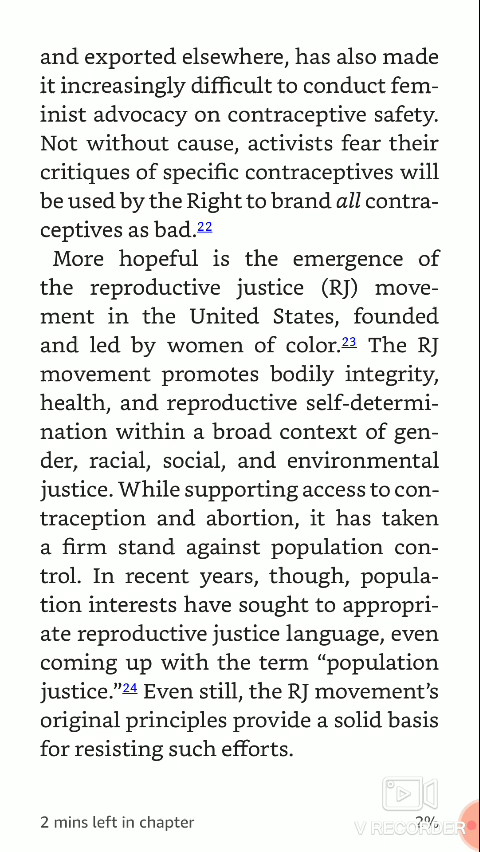 and exported elsewhere, has also made
it increasingly difficult to conduct fem-
inist advocacy on contraceptive safety.
Not without cause, activists fear their
critiques of specific contraceptives will
be used by the Right to brand all contra-
ceptives as bad.22
More hopeful is the emergence of
the reproductive justice (RJ) move-
ment in the United States, founded
and led by women of color.23 The RJ
movement promotes bodily integrity,
health, and reproductive self-determi-
nation within a broad context of gen-
der, racial, social, and environmental
justice. While supporting access to con-
traception and abortion, it has taken
a firm stand against population con-
trol. In recent years, though, popula-
tion interests have sought to appropri-
ate reproductive justice language, even
coming up with the term “population
justice.”24 Even still, the RJ movement’s
original principles provide a solid basis
for resisting such efforts.
2 mins left in chapter 2%
V RECORDER